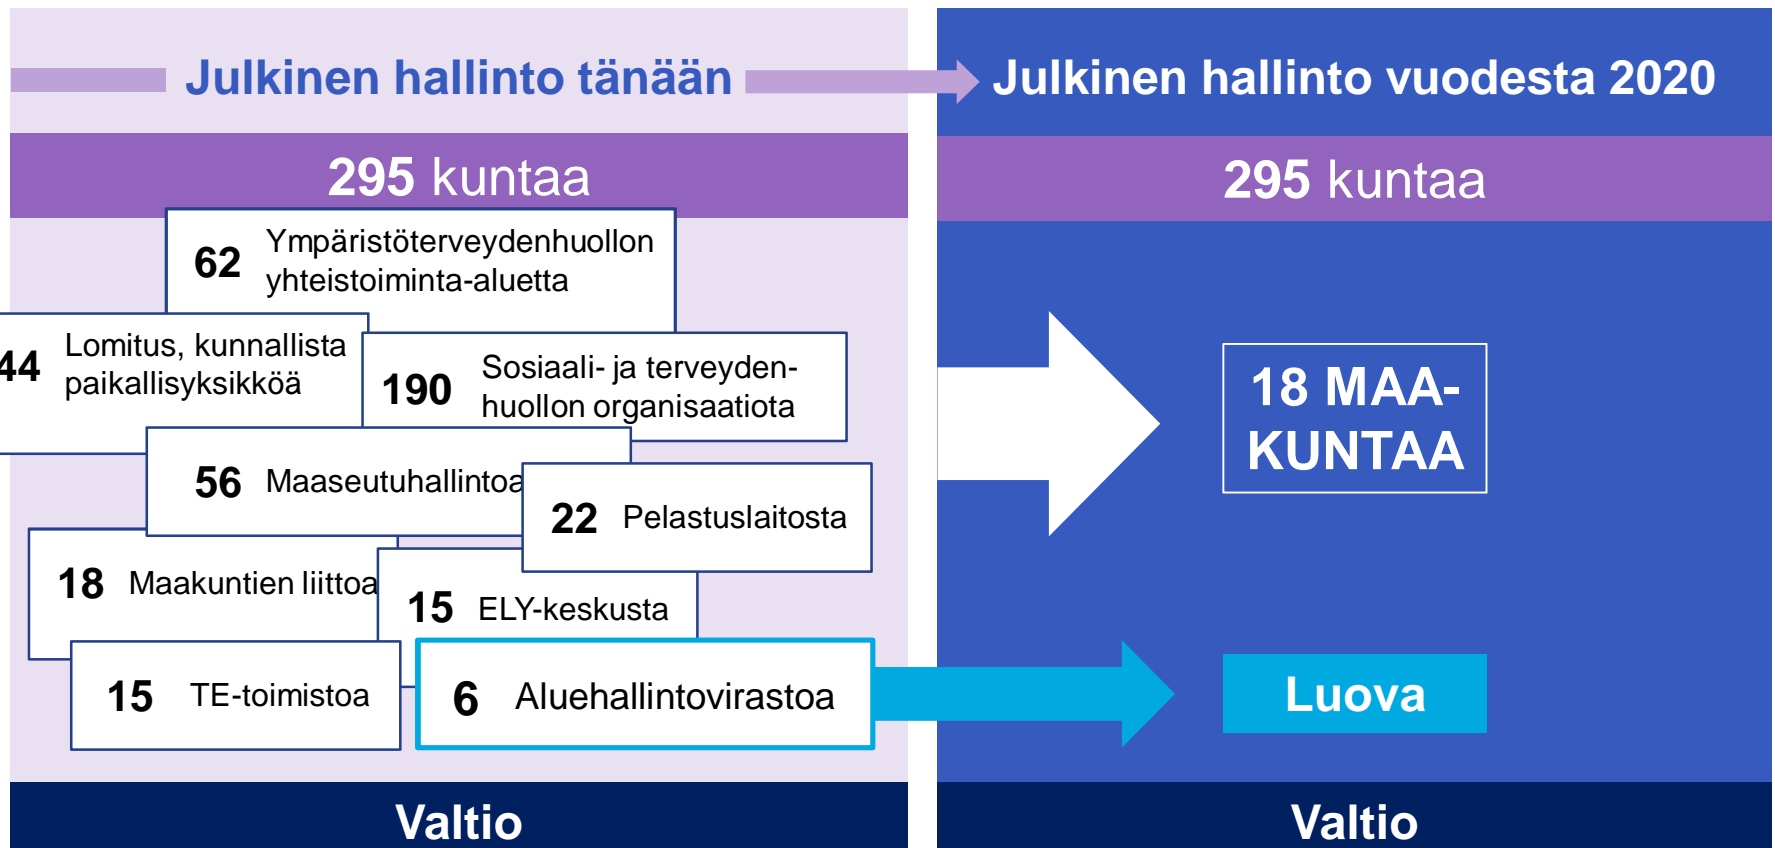 Julkinen hallinto tänään
295 kuntaa
62 Ympäristöterveydenhuollon
yhteistoiminta-aluetta
44 Lomitus, kunnallista
paikallisyksikköä
190 Sosiaali- ja terveyden-
huollon organisaatiota
56 Maaseutuhallintoa
22 Pelastuslaitosta
18 Maakuntien liittoa
15 ELY-keskusta
15 TE-toimistoa
6 Aluehallintovirastoa
Valtio
Julkinen hallinto vuodesta 2020
295 kuntaa
18 MAA-
KUNTAA
Luova
Valtio